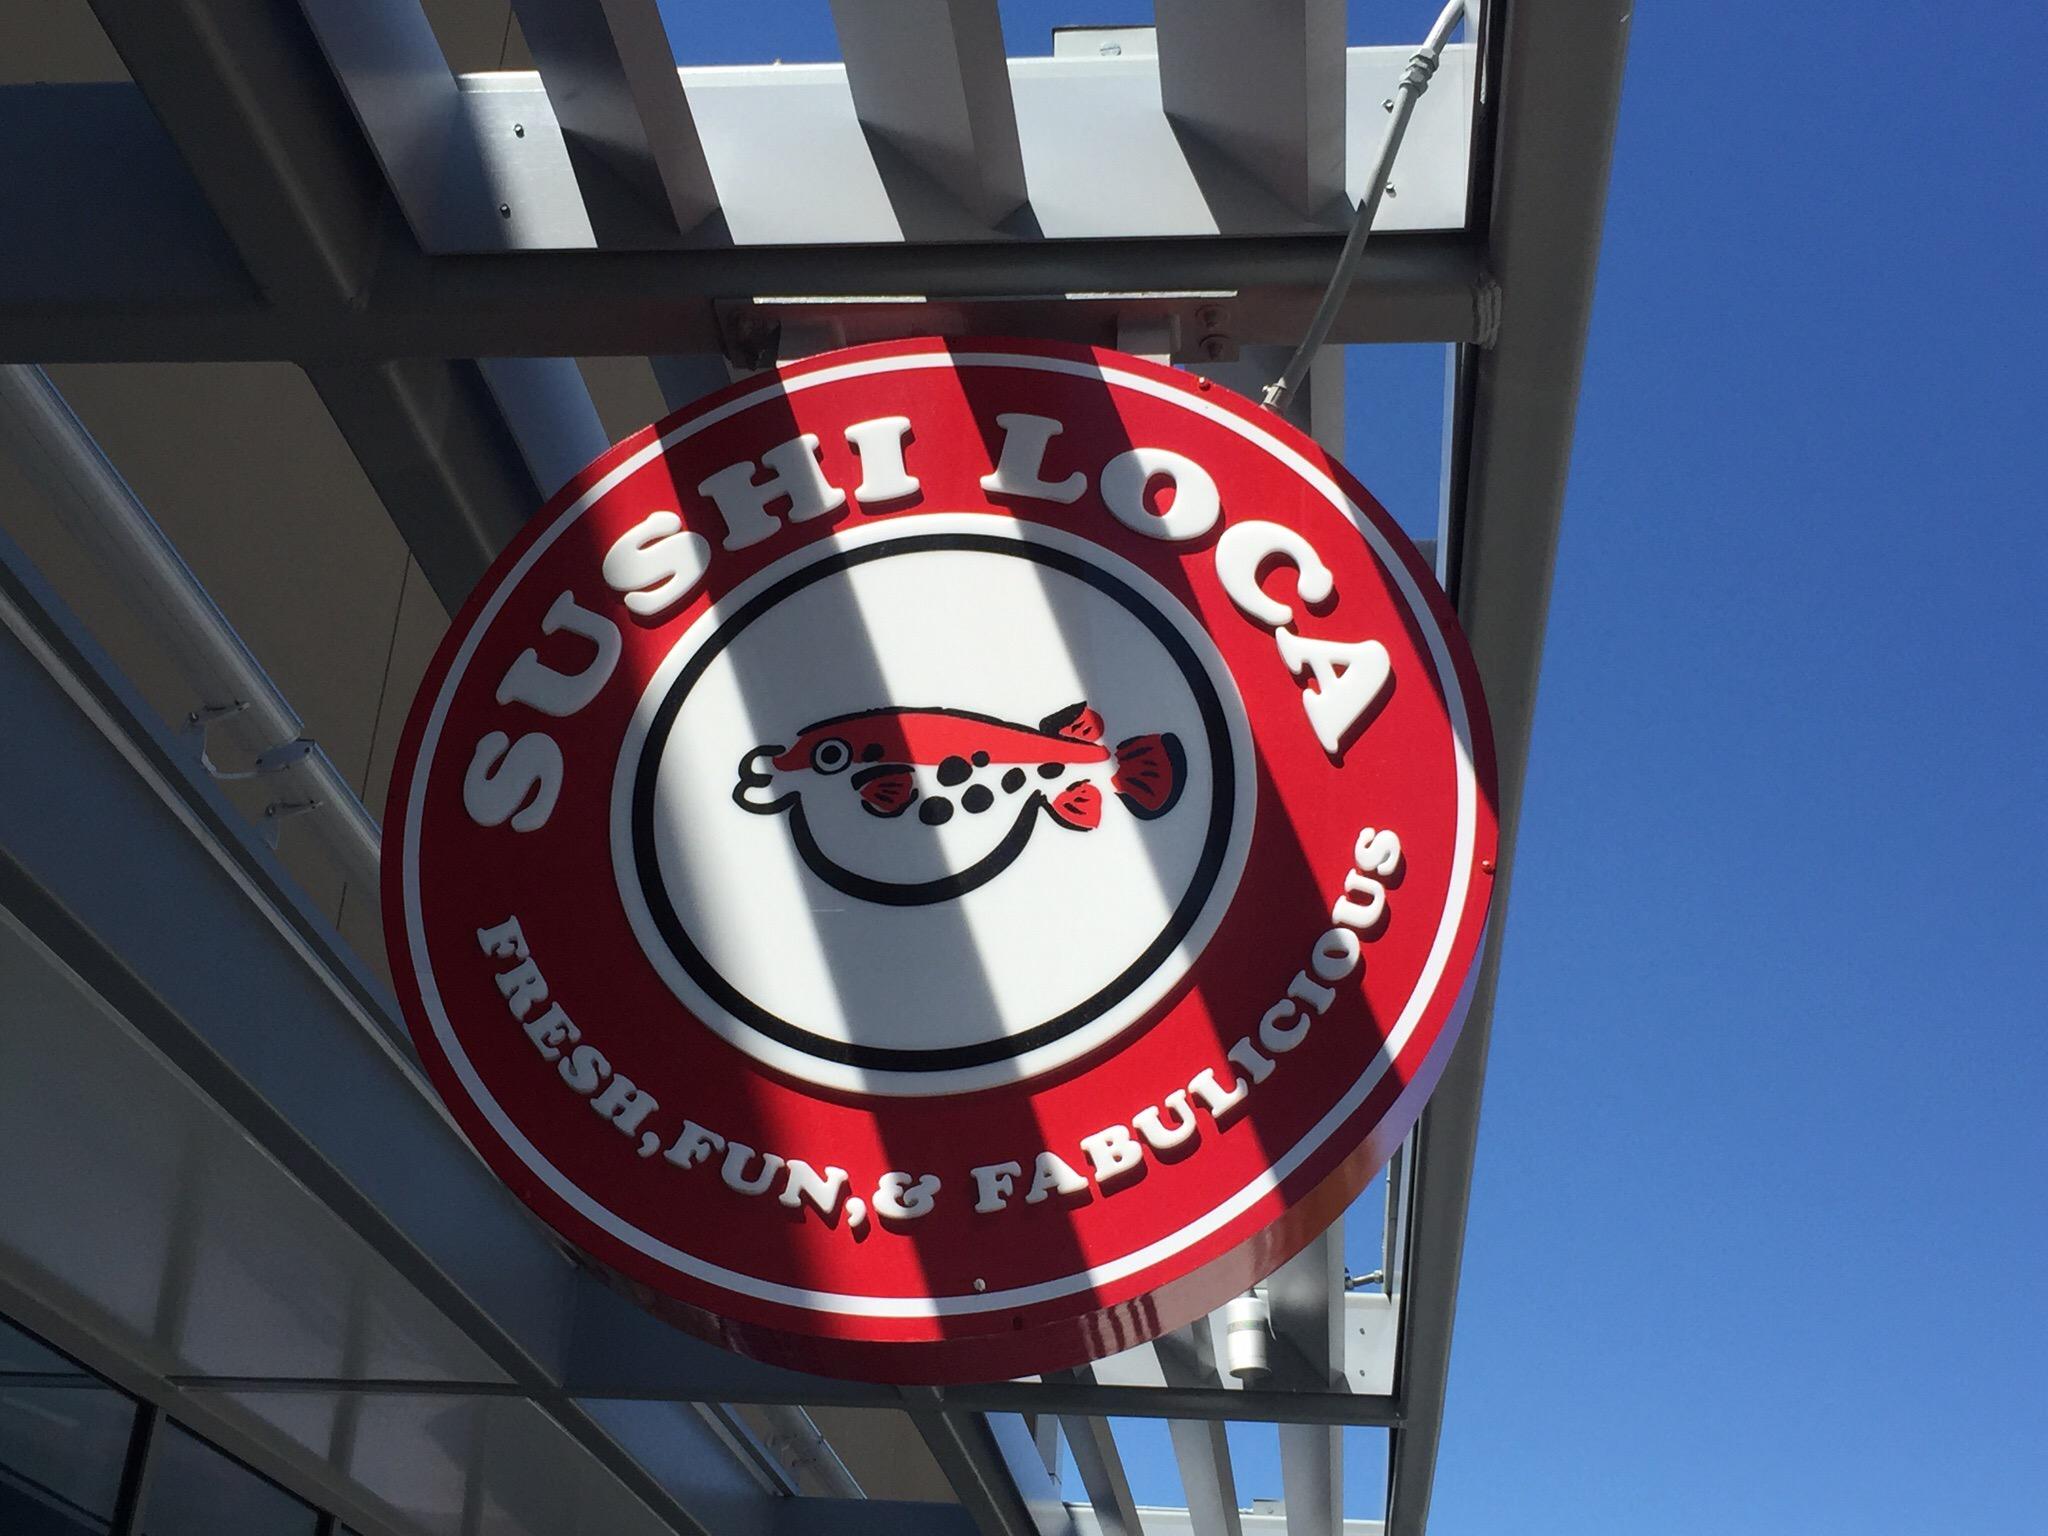 SUSHI LOCA
FRESH, FUN, & FABULICIOUS